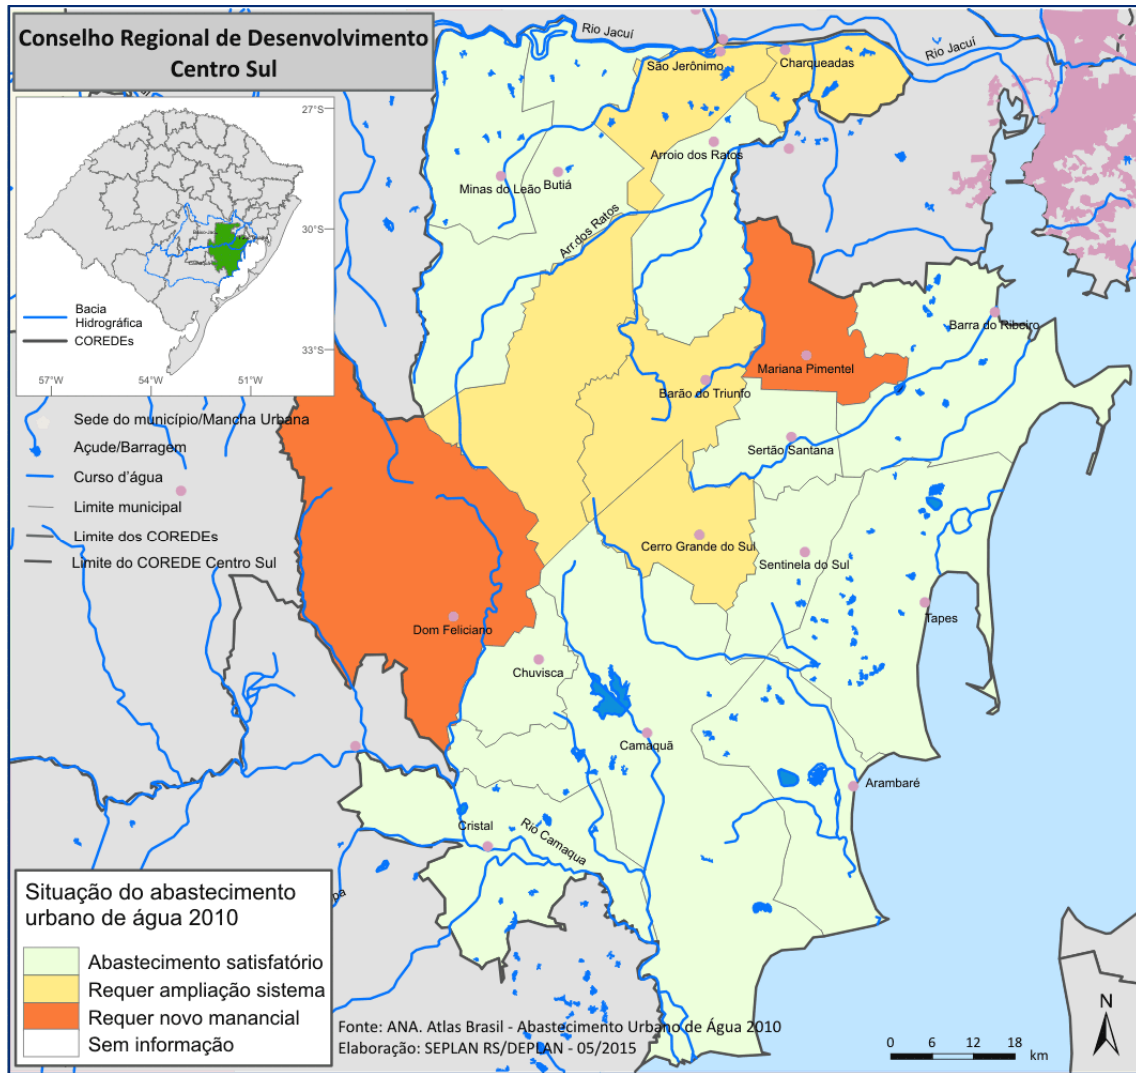 Conselho Regional de Desenvolvimento
Centro Sul
27°S
30°S
33°S
57°W
54°W
51°W
Bacia
Hidrográfica
COREDEs
Sede do município/Mancha Urbana
Açude/Barragem
Curso d'água
Limite municipal
Limite dos COREDEs
Limite do COREDE Centro Sul
Rio Jacuí
Rio Jacuí
São Jerônimo
Charqueadas
Arroio dos Ratos
Minas do Leão
Butiá
Arr.dos Ratos
Barra do Ribeiro
Mariana Pimentel
Barão do Triunfo
Sertão Santana
Cerro Grande do Sul
Sentinela do Sul
Tapes
Dom Feliciano
Chuvisca
Camaquã
Arambaré
Cristal
Rio Camaqua
Situação do abastecimento
urbano de água 2010
Abastecimento satisfatório
Requer ampliação sistema
Requer novo manancial
Sem informação
Fonte: ANA. Atlas Brasil - Abastecimento Urbano de Água 2010
Elaboração: SEPLAN RS/DEPLAN - 05/2015
0 6 12 18
km
N